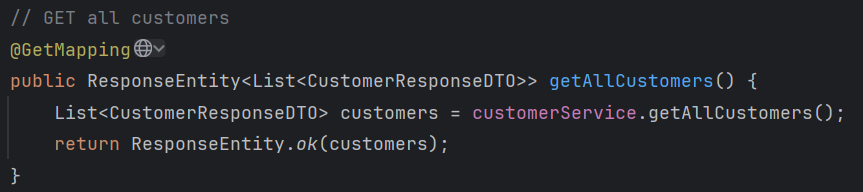 // GET all customers
@GetMapping
public ResponseEntity<List<CustomerResponseDTO>> getAllCustomers() {
    List<CustomerResponseDTO> customers = customerService.getAllCustomers();
    return ResponseEntity.ok(customers);
}